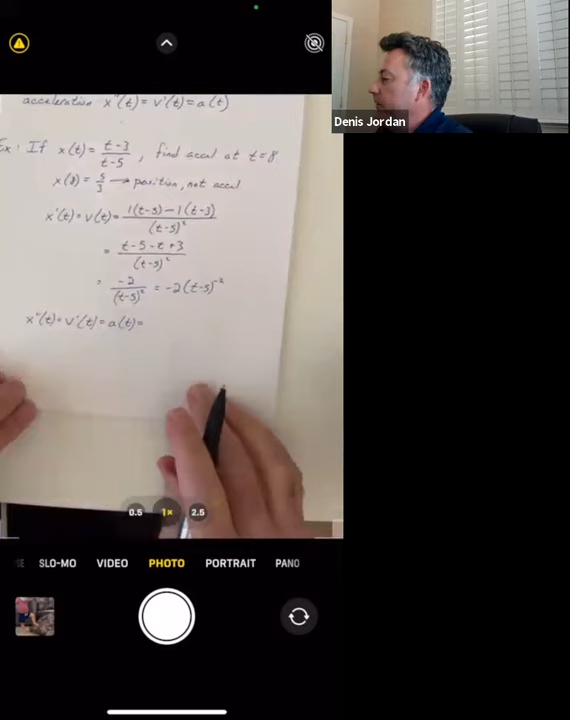 Denis Jordan
acceleration x"(t) = v'(t) = a(t)
Ex: If x(t) = t-3 / t-5 , find accel at t=8
x(8) = 5/3 → position, not accel
x'(t) = v(t) = 1(t-5) - 1(t-3) / (t-5)²
= t-5-t+3 / (t-5)²
= -2 / (t-5)² = -2(t-5)⁻²
x"(t) = v'(t) = a(t) =
0.5 1× 2.5
SLO-MO VIDEO PHOTO PORTRAIT PANO